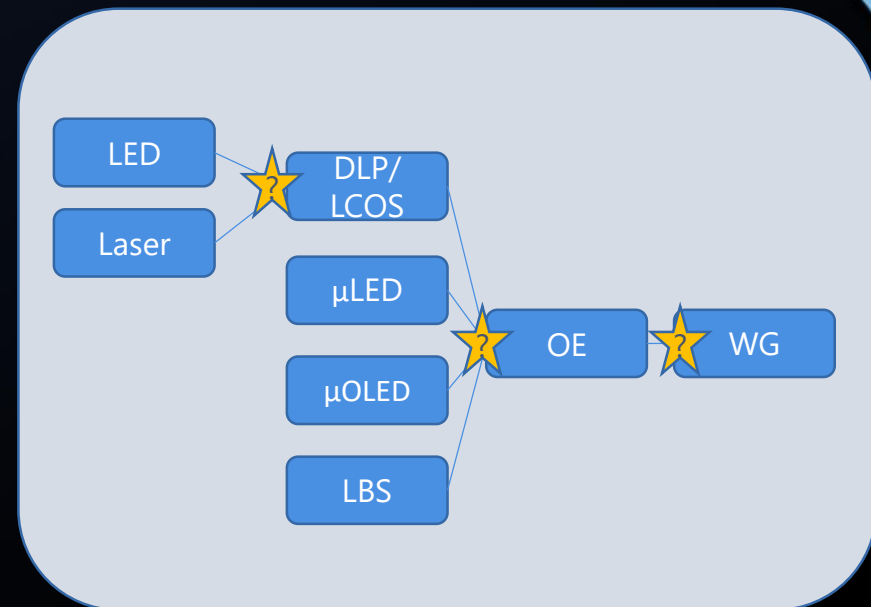 LED
Laser
?
DLP/
LCOS
µLED
µOLED
LBS
?
OE
?
WG